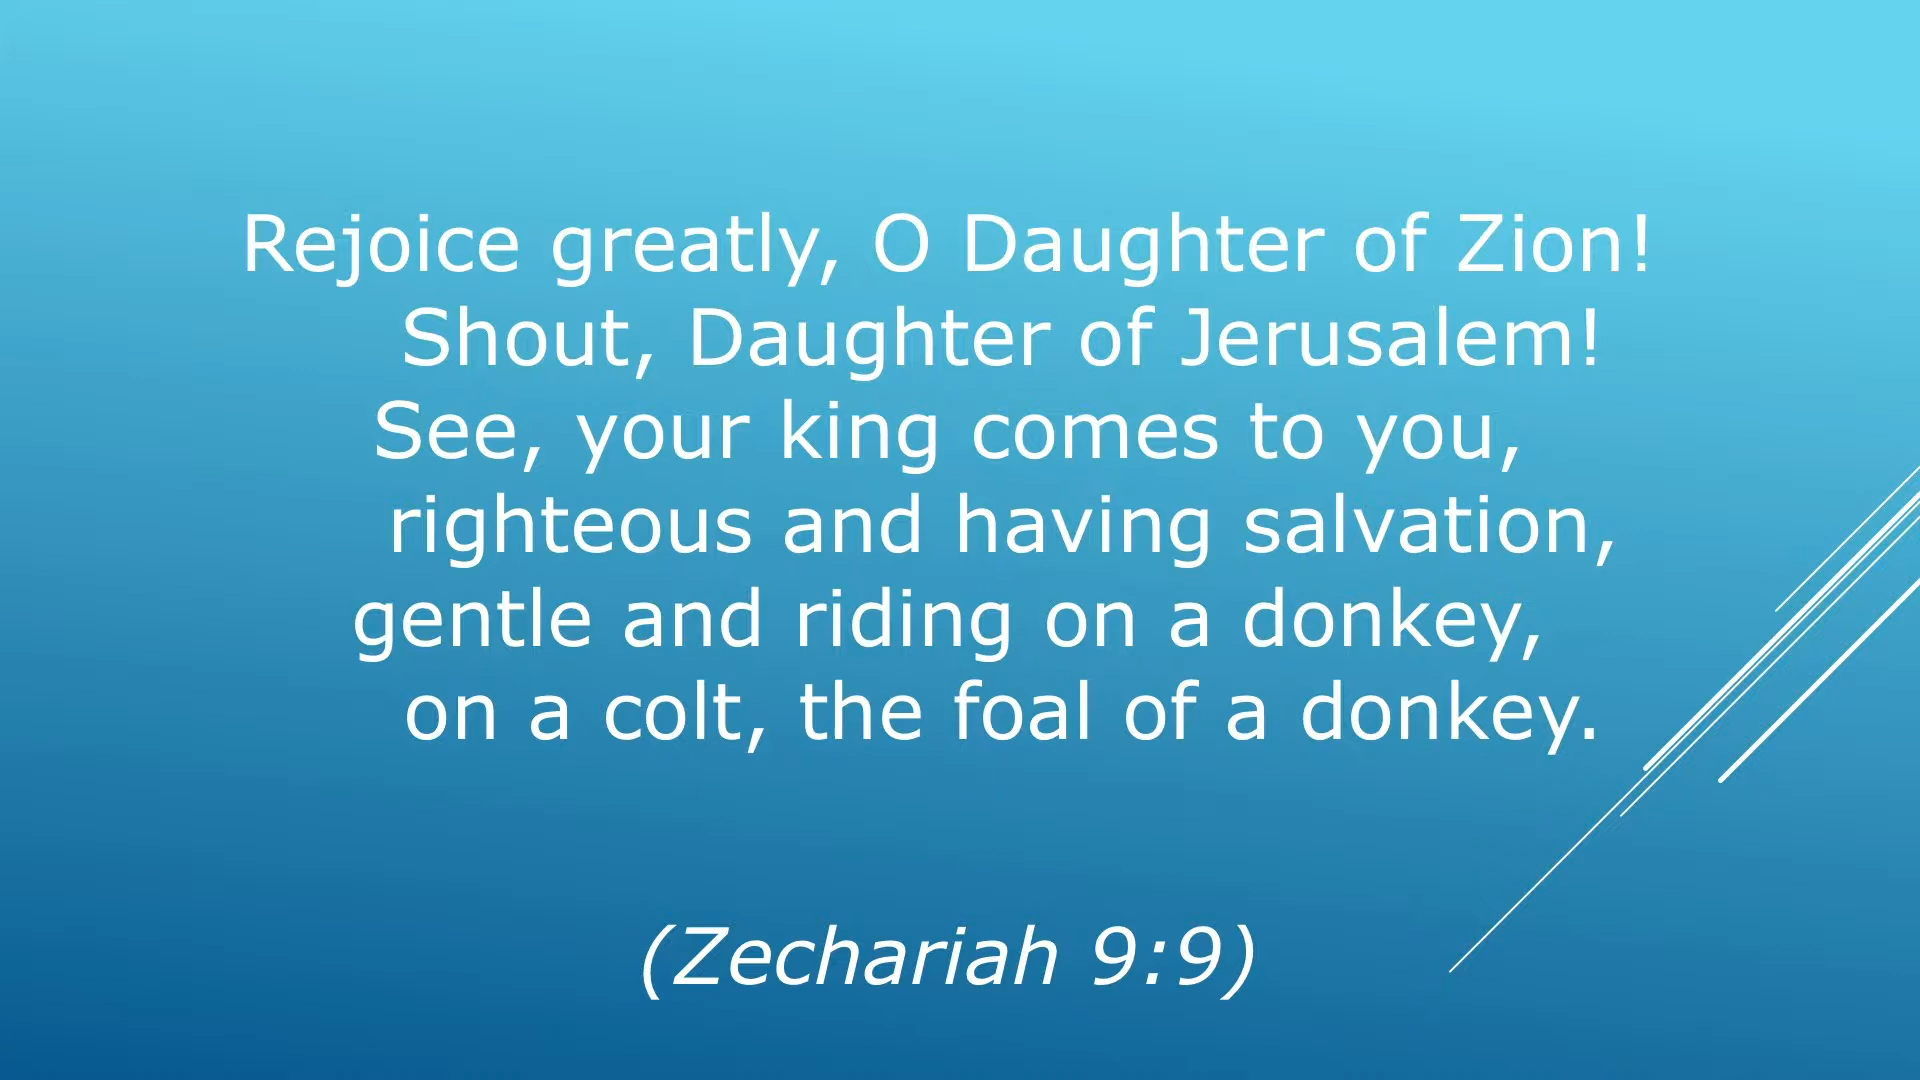 Rejoice greatly, O Daughter of Zion!
Shout, Daughter of Jerusalem!
See, your king comes to you,
righteous and having salvation,
gentle and riding on a donkey,
on a colt, the foal of a donkey.
(Zechariah 9:9)